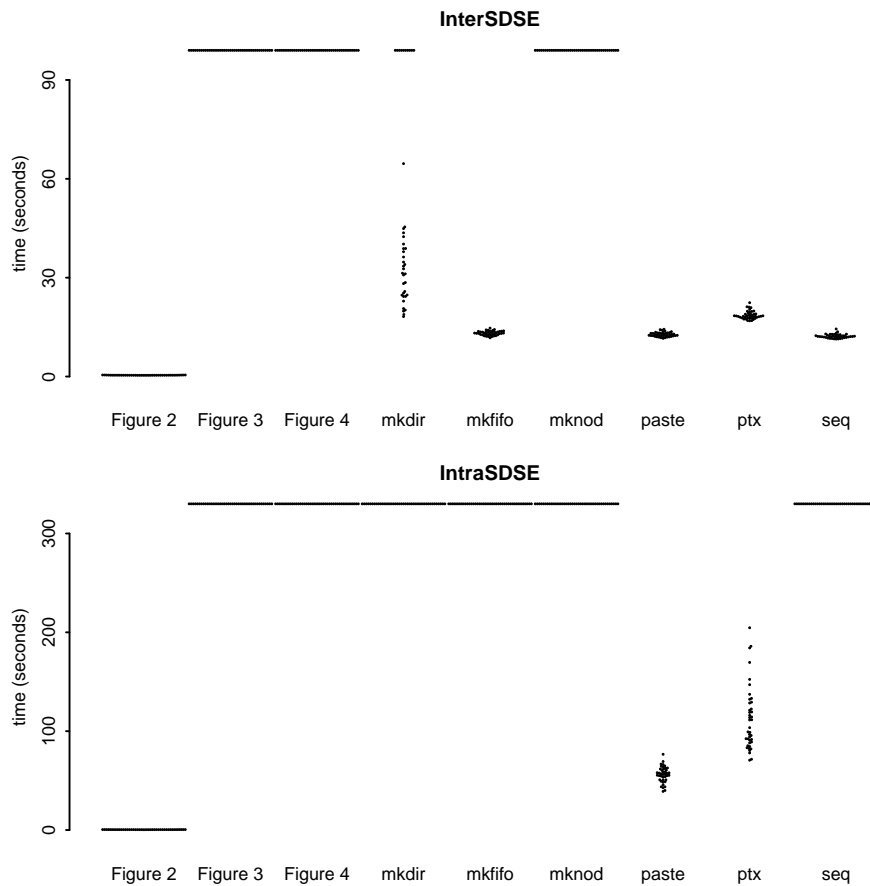 InterSDSE
90
60
30
0
time (seconds)
Figure 2 Figure 3 Figure 4 mkdir mkfifo mknod paste ptx seq
IntraSDSE
300
200
100
0
time (seconds)
Figure 2 Figure 3 Figure 4 mkdir mkfifo mknod paste ptx seq